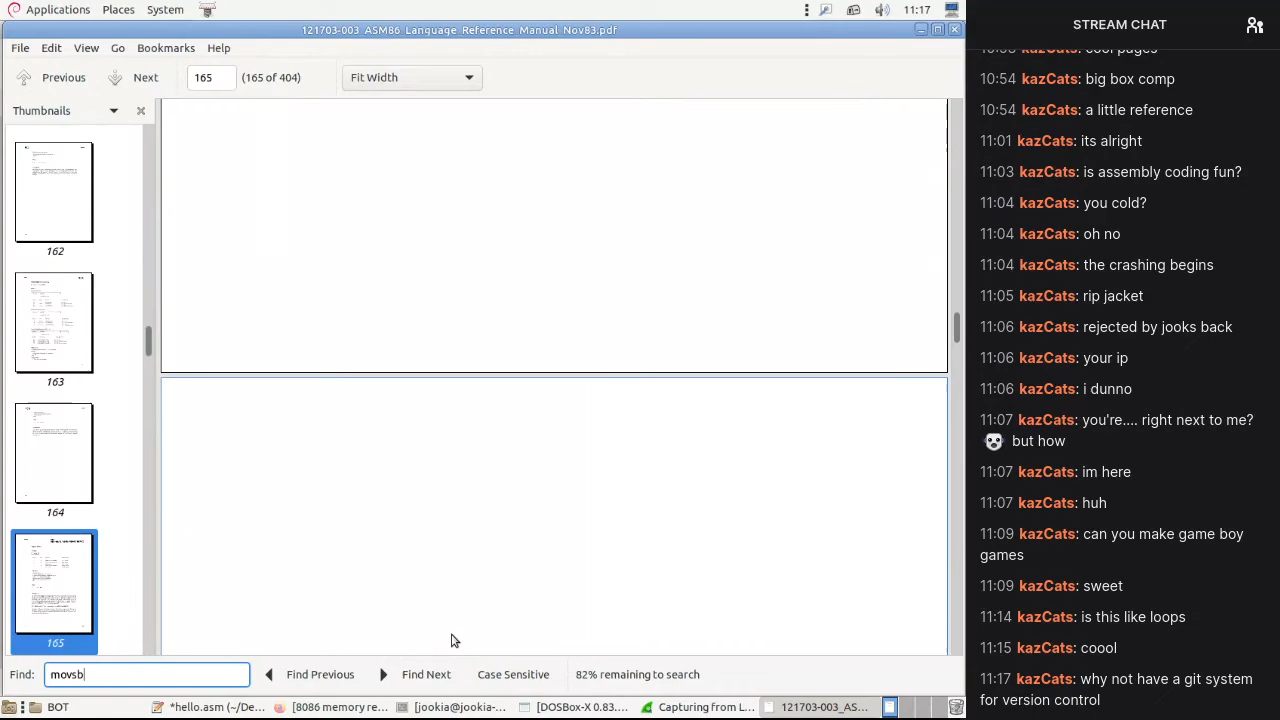 Applications Places System 11:17
121703-003_ASM86_Language_Reference_Manual_Nov83.pdf
File Edit View Go Bookmarks Help
Previous Next 165 (165 of 404) Fit Width
Thumbnails
162
163
164
165
Find: movsb Find Previous Find Next Case Sensitive 82% remaining to search
BOT *hello.asm (~/De... [8086 memory ... [jookia@jookia-... [DOSBox-X 0.83.... Capturing from L... 121703-003_AS...
STREAM CHAT
kazCats: cool pages
10:54 kazCats: big box comp
10:54 kazCats: a little reference
11:01 kazCats: its alright
11:03 kazCats: is assembly coding fun?
11:04 kazCats: you cold?
11:04 kazCats: oh no
11:04 kazCats: the crashing begins
11:05 kazCats: rip jacket
11:06 kazCats: rejected by jooks back
11:06 kazCats: your ip
11:06 kazCats: i dunno
11:07 kazCats: you're.... right next to me?
but how
11:07 kazCats: im here
11:07 kazCats: huh
11:09 kazCats: can you make game boy
games
11:09 kazCats: sweet
11:14 kazCats: is this like loops
11:15 kazCats: coool
11:17 kazCats: why not have a git system
for version control